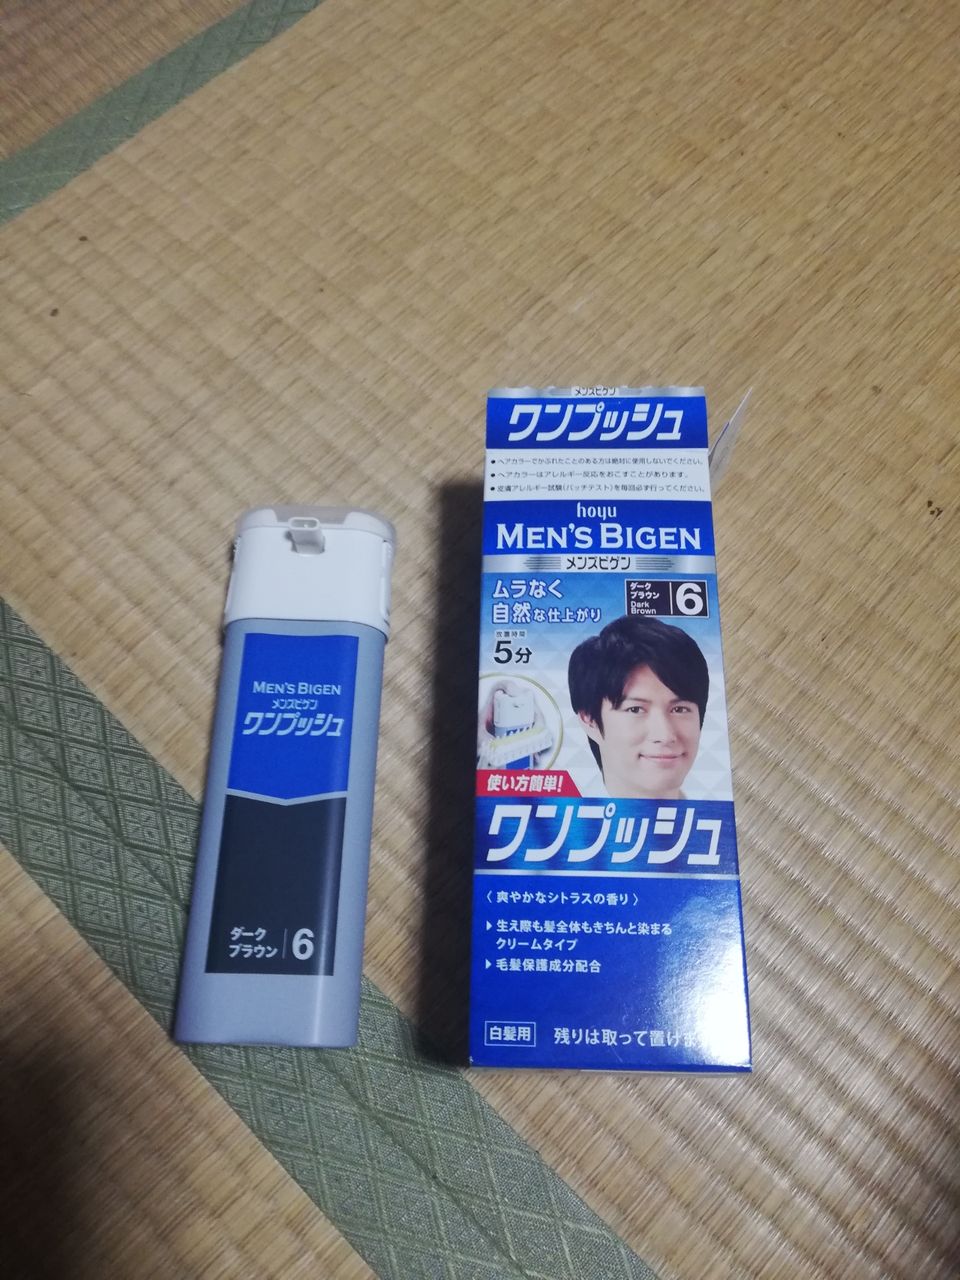 MEN'S BIGEN
メンズビゲン
ワンプッシュ
ダーク
ブラウン 6
メンズビゲン
ワンプッシュ
● ヘアカラーでかぶれたことのある方は絶対に使用しないでください。
● ヘアカラーはアレルギー反応をおこすことがあります。
● 皮膚アレルギー試験(パッチテスト)を毎回必ず行ってください。
hoyu
MEN'S BIGEN
メンズビゲン
ムラなく
自然な仕上がり
ダーク
ブラウン
Dark
Brown
6
放置時間
5分
使い方簡単!
ワンプッシュ
〈 爽やかなシトラスの香り 〉
▶ 生え際も髪全体もきちんと染まる
クリームタイプ
▶ 毛髪保護成分配合
白髪用
残りは取って置けま